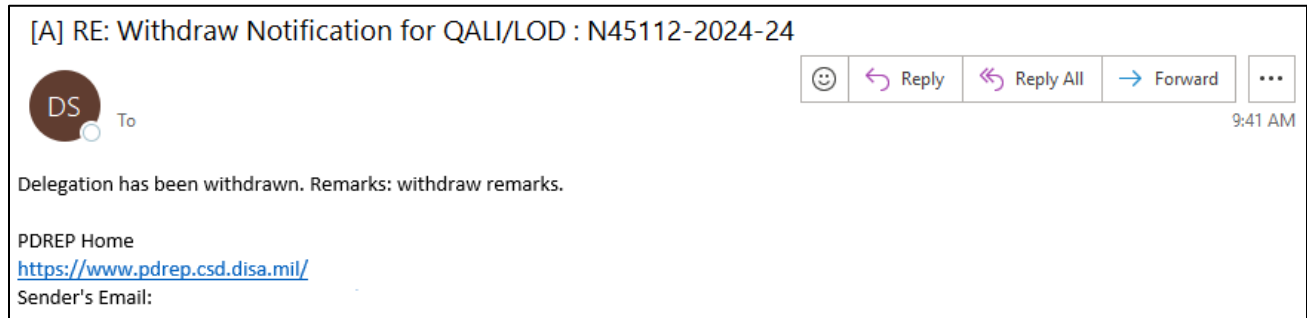 [A] RE: Withdraw Notification for QALI/LOD : N45112-2024-24
Reply
Reply All
Forward
DS
To
9:41 AM
Delegation has been withdrawn. Remarks: withdraw remarks.
PDREP Home
https://www.pdrep.csd.disa.mil/
Sender's Email: